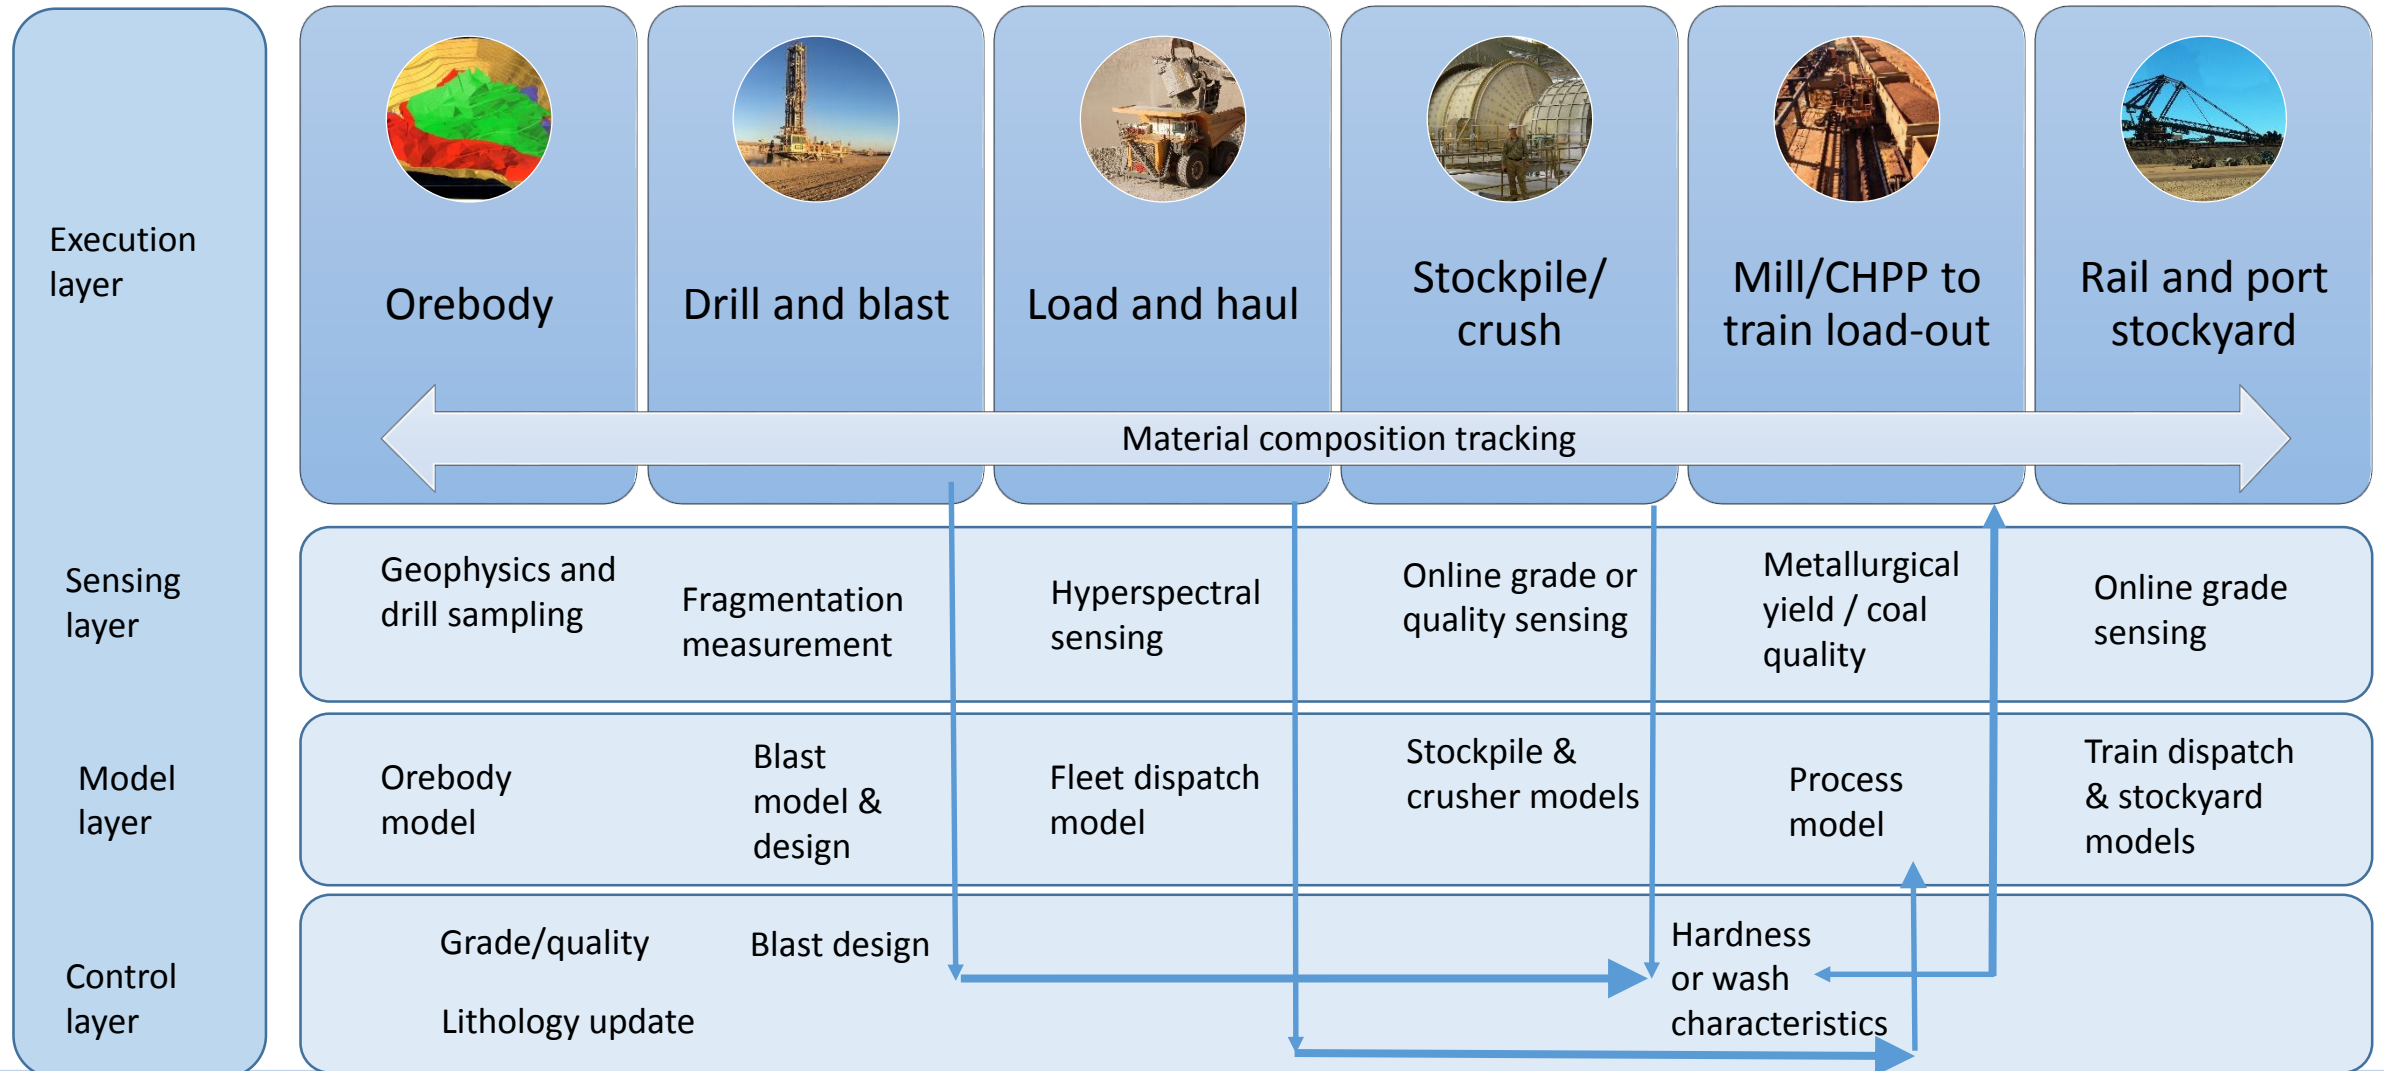 Execution
layer
Orebody
Drill and blast
Load and haul
Stockpile/
crush
Mill/CHPP to
train load-out
Rail and port
stockyard
Material composition tracking
Sensing
layer
Geophysics and
drill sampling
Fragmentation
measurement
Hyperspectral
sensing
Online grade or
quality sensing
Metallurgical
yield / coal
quality
Online grade
sensing
Model
layer
Orebody
model
Blast
model &
design
Fleet dispatch
model
Stockpile &
crusher models
Process
model
Train dispatch
& stockyard
models
Control
layer
Grade/quality
Lithology update
Blast design
Hardness
or wash
characteristics